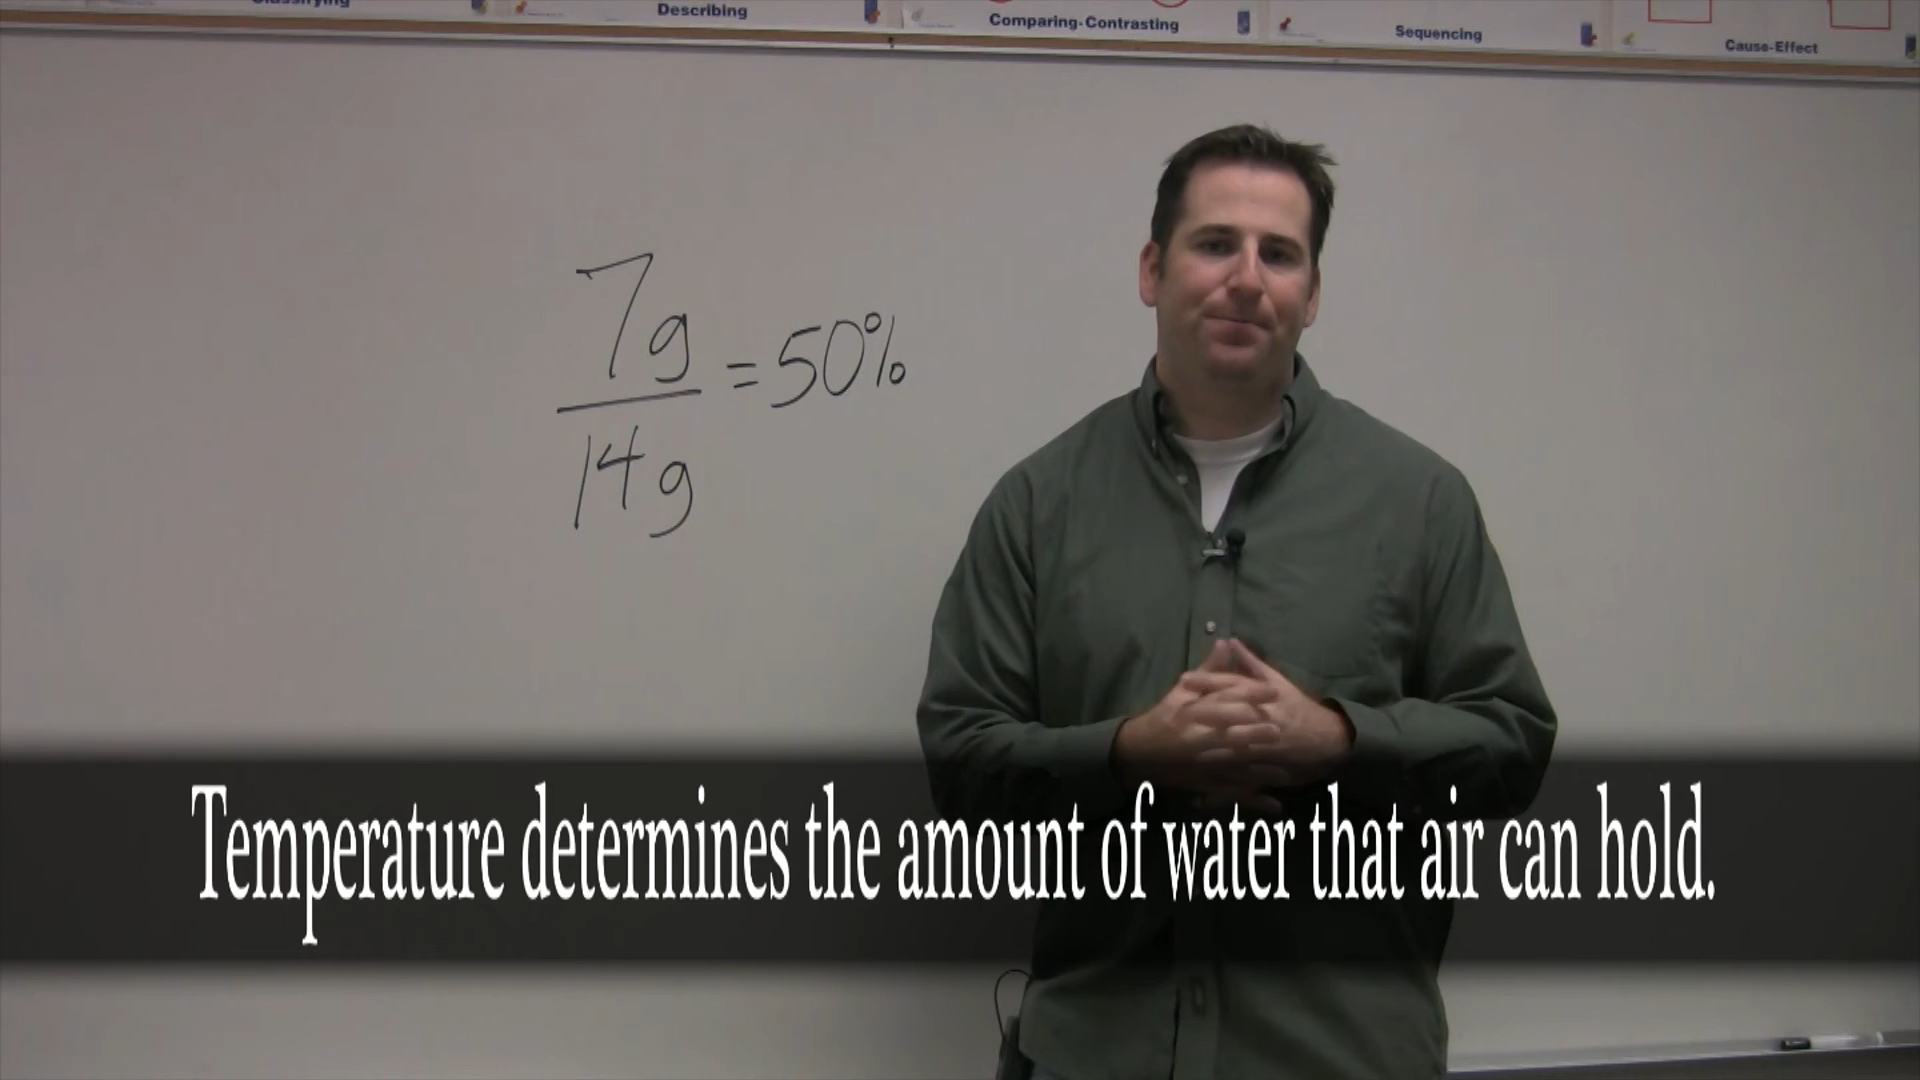 Classifying
Describing
Comparing-Contrasting
Sequencing
Cause-Effect
7g
14g
=50%
Temperature determines the amount of water that air can hold.